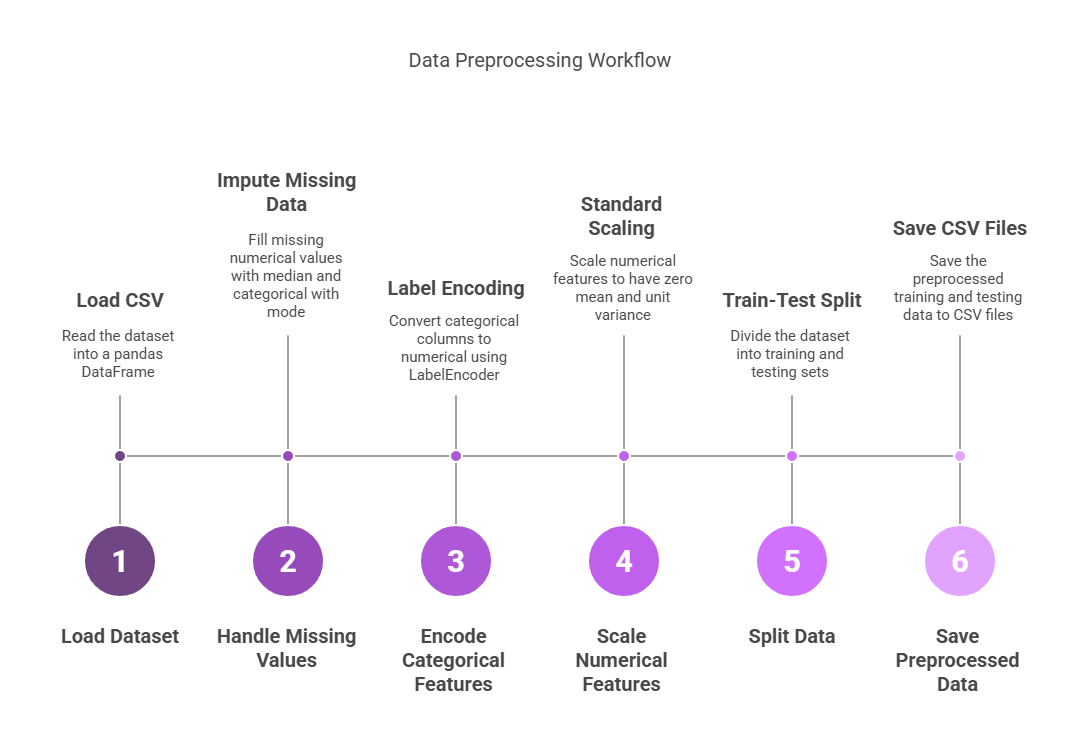 Data Preprocessing Workflow
Load CSV
Read the dataset
into a pandas
DataFrame
Impute Missing
Data
Fill missing
numerical values
with median and
categorical with
mode
Label Encoding
Convert categorical
columns to
numerical using
LabelEncoder
Standard
Scaling
Scale numerical
features to have zero
mean and unit
variance
Train-Test Split
Divide the dataset
into training and
testing sets
Save CSV Files
Save the
preprocessed
training and testing
data to CSV files
1
2
3
4
5
6
Load Dataset
Handle Missing
Values
Encode
Categorical
Features
Scale
Numerical
Features
Split Data
Save
Preprocessed
Data